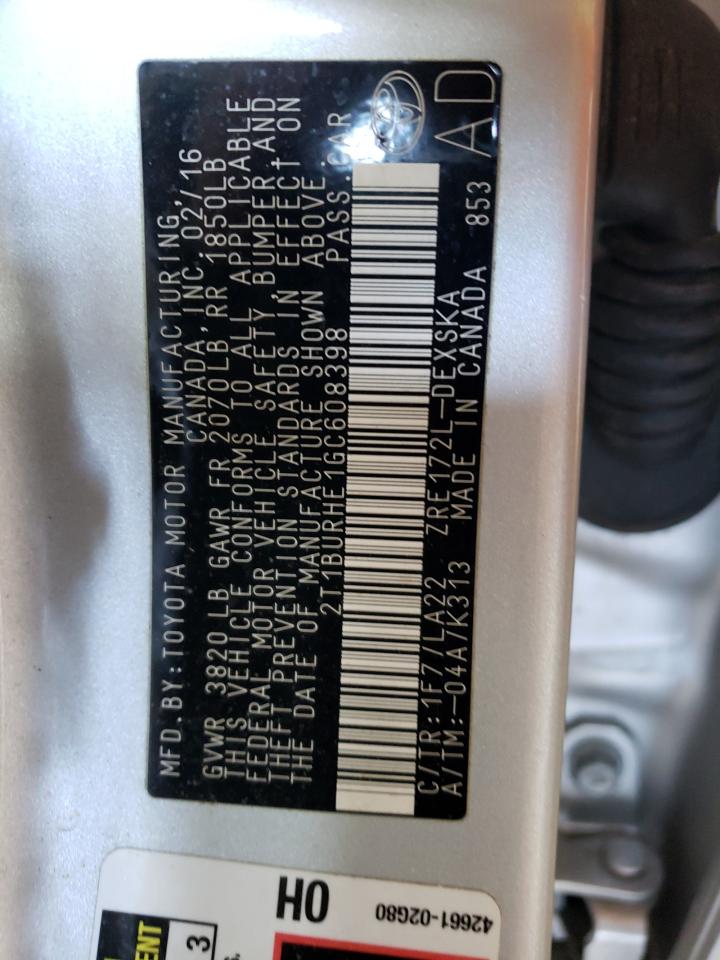 MFD.BY:TOYOTA MOTOR MANUFACTURING,
CANADA, INC. 02/16
GVWR 3820 LB GAWR FR 2070LB, RR 1850LB
THIS VEHICLE CONFORMS TO ALL APPLICABLE
FEDERAL MOTOR VEHICLE SAFETY, BUMPER, AND
THEFT PREVENTION STANDARDS IN EFFECT ON
THE DATE OF MANUFACTURE SHOWN ABOVE.
2T1BURHE1GC608398 PASS.CAR
C/TR:1F7/LA22 ZRE172L-DEXSKA
A/TM:-04A/K313 MADE IN CANADA 853
AD
OH
42661-02G80
3